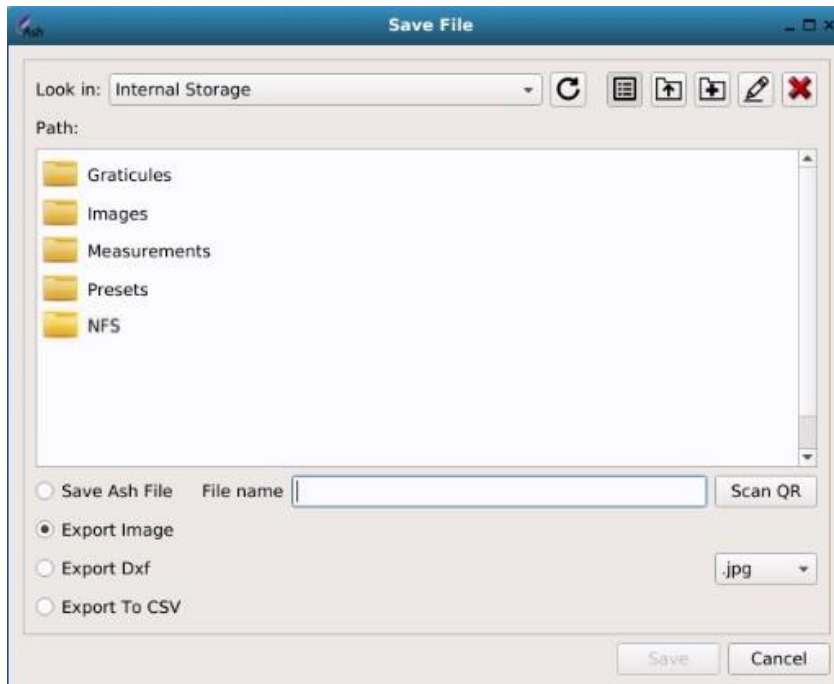 Ash
Save File
Look in: Internal Storage
Path:
Graticules
Images
Measurements
Presets
NFS
Save Ash File File name Scan QR
Export Image
Export Dxf .jpg
Export To CSV
Save Cancel